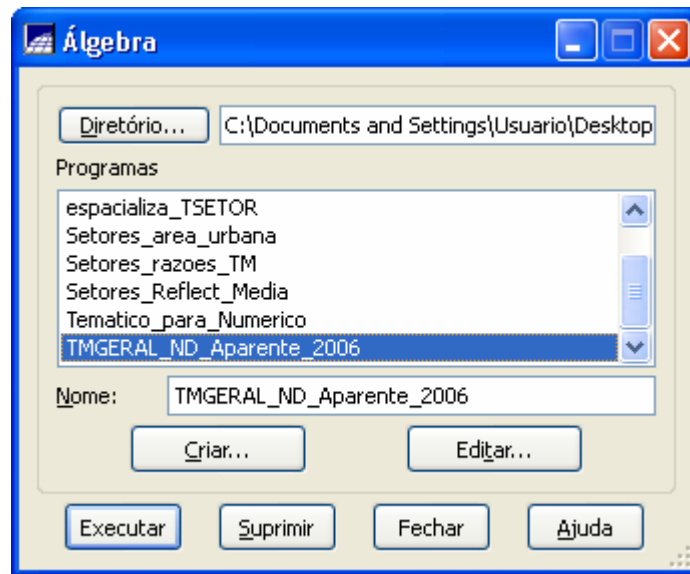 Álgebra
Diretório... C:\Documents and Settings\Usuario\Desktop
Programas
espacializa_TSETOR
Setores_area_urbana
Setores_razoes_TM
Setores_Reflect_Media
Tematico_para_Numerico
TMGERAL_ND_Aparente_2006
Nome: TMGERAL_ND_Aparente_2006
Criar... Editar...
Executar Suprimir Fechar Ajuda